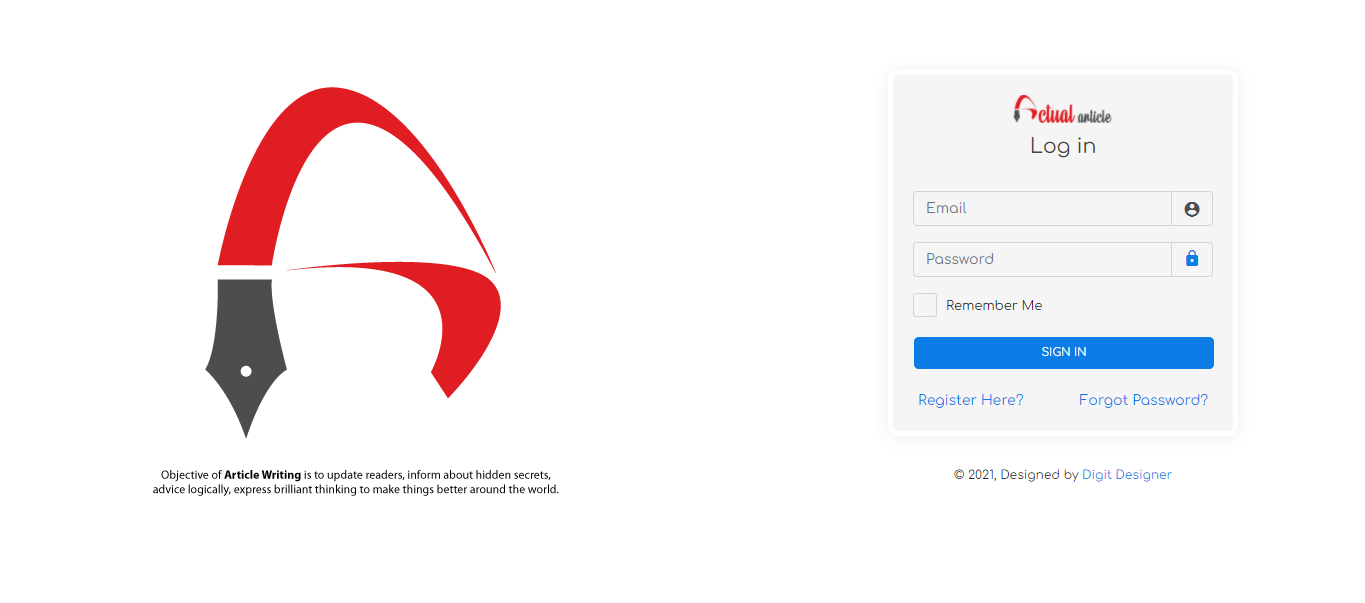 Objective of Article Writing is to update readers, inform about hidden secrets,
advice logically, express brilliant thinking to make things better around the world.
Actual article
Log in
Email
Password
Remember Me
SIGN IN
Register Here? Forgot Password?
© 2021, Designed by Digit Designer